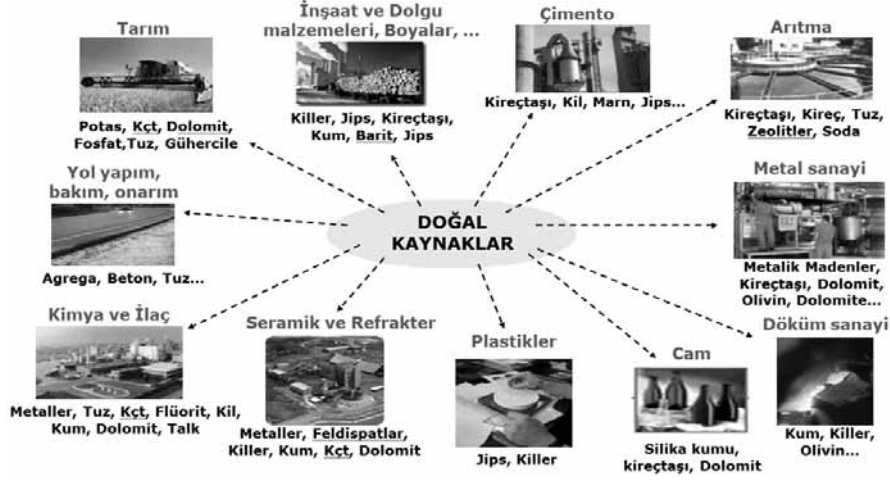 Tarım
Potas, Kçt, Dolomit,
Fosfat,Tuz, Gühercile
İnşaat ve Dolgu
malzemeleri, Boyalar, ...
Killer, Jips, Kireçtaşı,
Kum, Barit, Jips
Çimento
Kireçtaşı, Kil, Marn, Jips...
Arıtma
Kireçtaşı, Kireç, Tuz,
Zeolitler, Soda
Yol yapım,
bakım, onarım
Agrega, Beton, Tuz...
DOĞAL
KAYNAKLAR
Metal sanayi
Metalik Madenler,
Kireçtaşı, Dolomit,
Olivin, Dolomite...
Kimya ve İlaç
Metaller, Tuz, Kçt, Flüorit, Kil,
Kum, Dolomit, Talk
Seramik ve Refrakter
Metaller, Feldispatlar,
Killer, Kum, Kçt, Dolomit
Plastikler
Jips, Killer
Cam
Silika kumu,
kireçtaşı, Dolomit
Döküm sanayi
Kum, Killer,
Olivin...